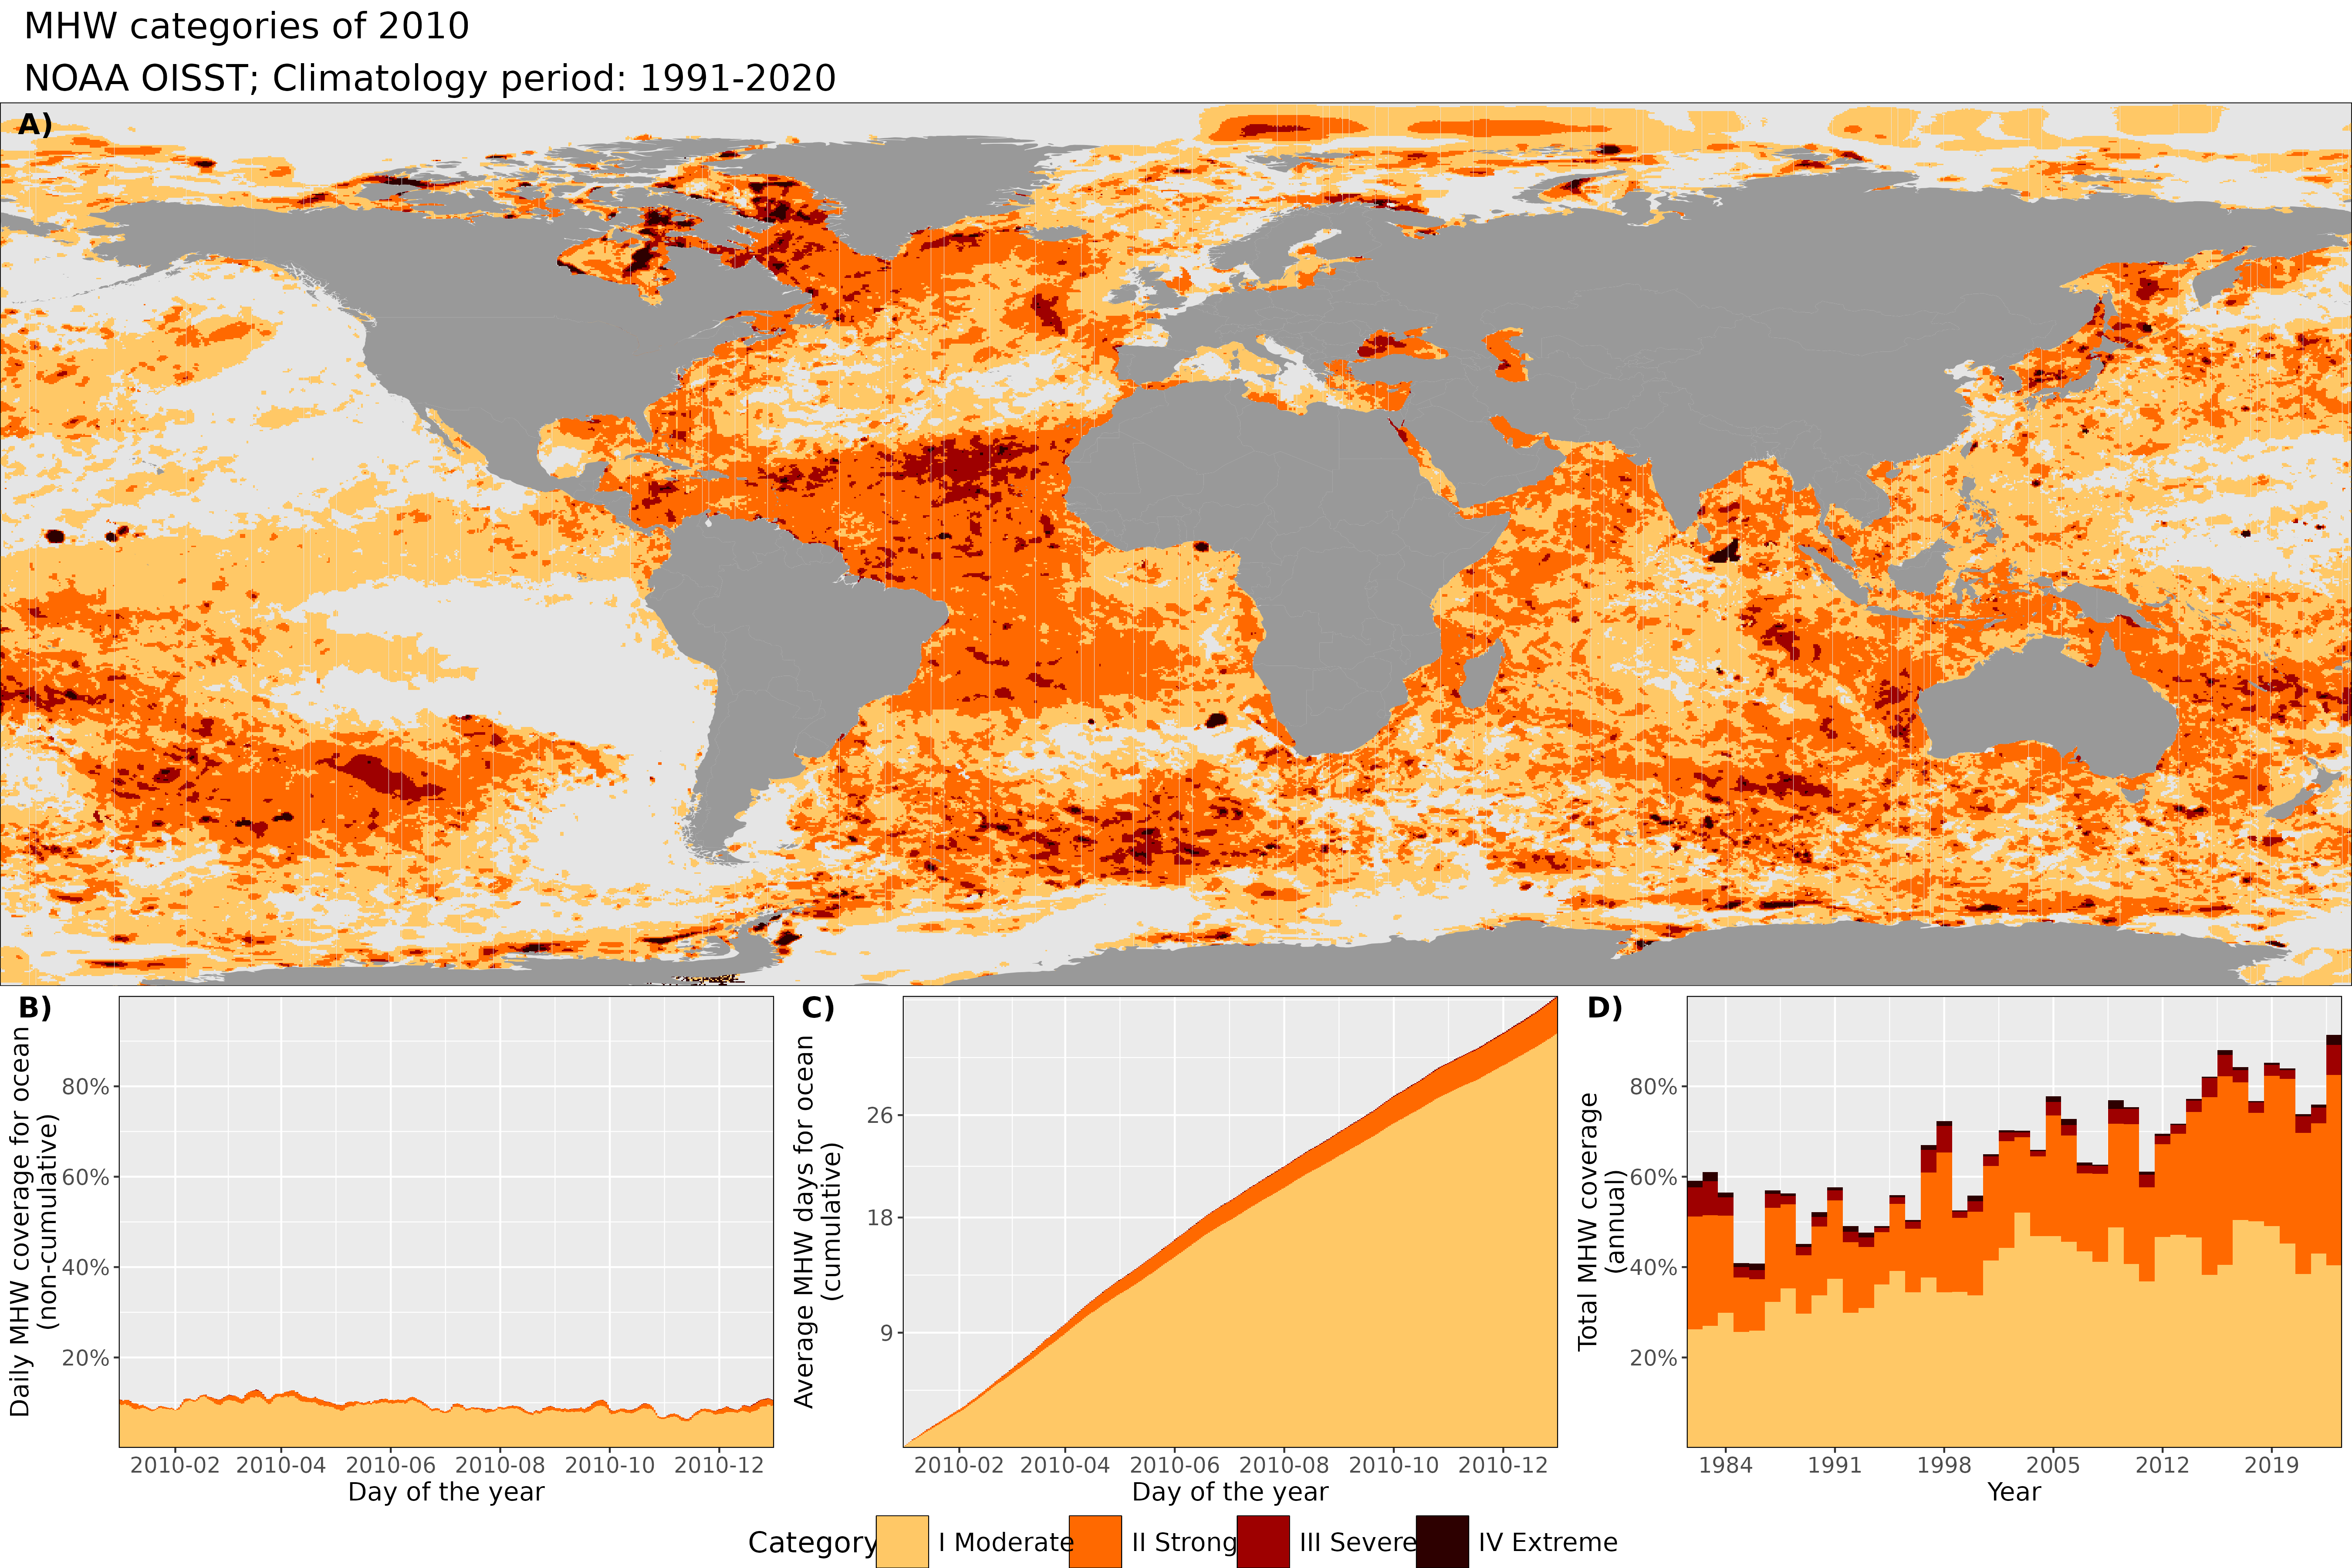 MHW categories of 2010
NOAA OISST; Climatology period: 1991-2020
A)
B)
Daily MHW coverage for ocean
(non-cumulative)
80%
60%
40%
20%
2010-02 2010-04 2010-06 2010-08 2010-10 2010-12
Day of the year
C)
Average MHW days for ocean
(cumulative)
26
18
9
2010-02 2010-04 2010-06 2010-08 2010-10 2010-12
Day of the year
D)
Total MHW coverage
(annual)
80%
60%
40%
20%
1984 1991 1998 2005 2012 2019
Year
Category I Moderate II Strong III Severe IV Extreme